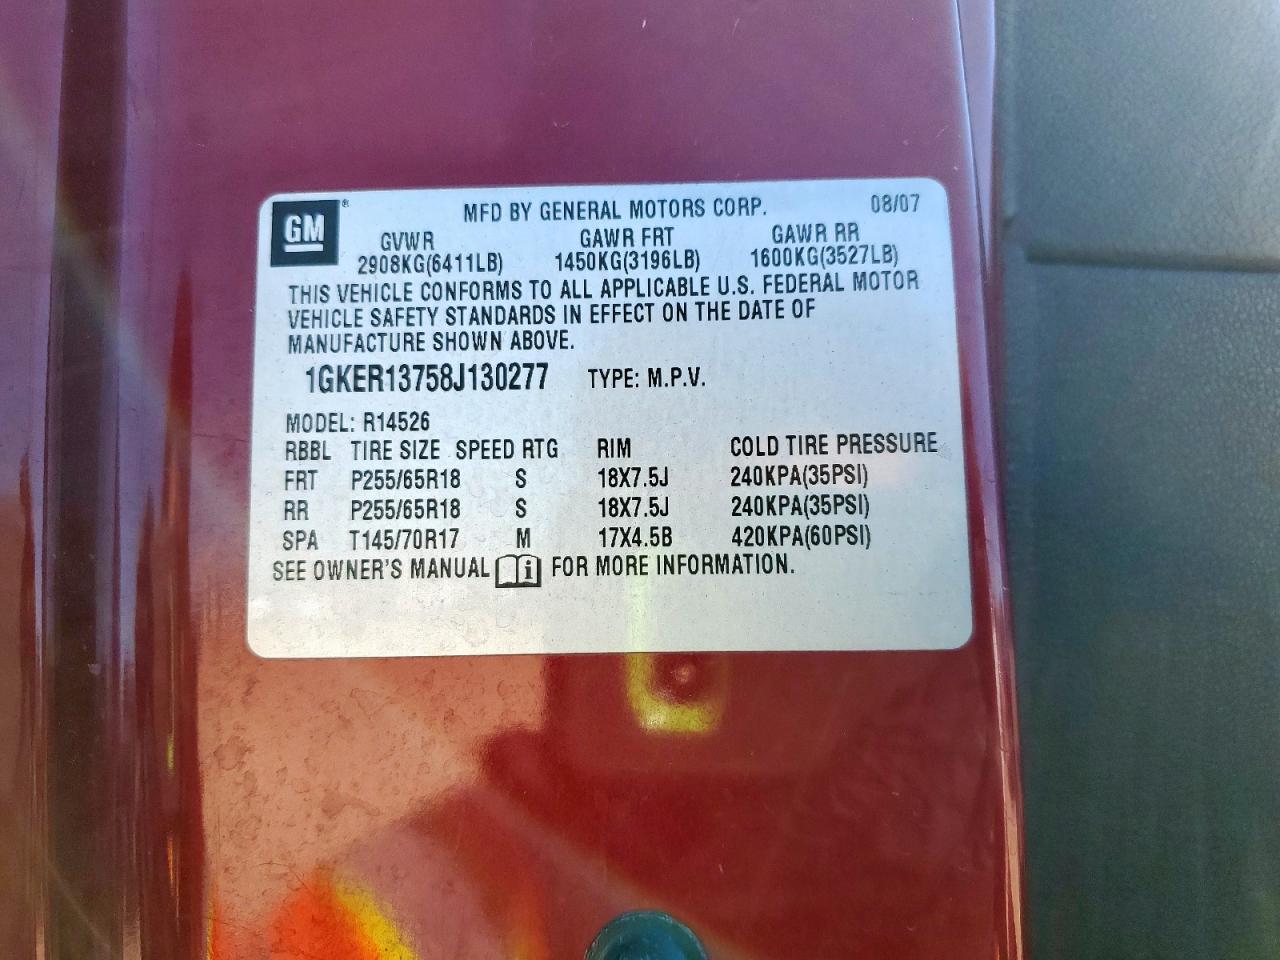 GM ® MFD BY GENERAL MOTORS CORP. 08/07
GVWR GAWR FRT GAWR RR
2908KG(6411LB) 1450KG(3196LB) 1600KG(3527LB)
THIS VEHICLE CONFORMS TO ALL APPLICABLE U.S. FEDERAL MOTOR
VEHICLE SAFETY STANDARDS IN EFFECT ON THE DATE OF
MANUFACTURE SHOWN ABOVE.
1GKER13758J130277 TYPE: M.P.V.
MODEL: R14526
RBBL TIRE SIZE SPEED RTG RIM COLD TIRE PRESSURE
FRT P255/65R18 S 18X7.5J 240KPA(35PSI)
RR P255/65R18 S 18X7.5J 240KPA(35PSI)
SPA T145/70R17 M 17X4.5B 420KPA(60PSI)
SEE OWNER'S MANUAL i FOR MORE INFORMATION.